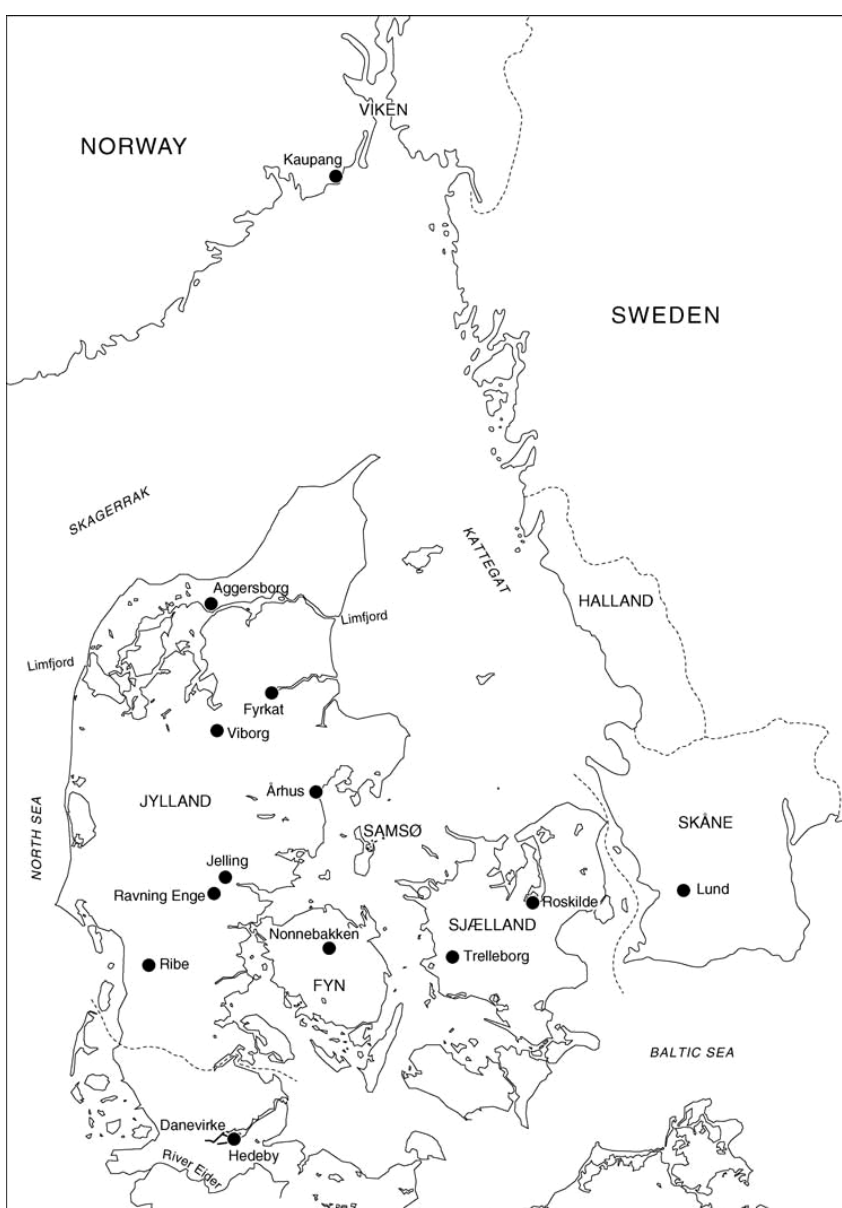 VIKEN
NORWAY
Kaupang
SWEDEN
SKAGERRAK
KATTEGAT
Aggersborg
HALLAND
Limfjord
Limfjord
Fyrkat
Viborg
Århus
JYLLAND
NORTH SEA
SAMSØ
SKÅNE
Jelling
Ravning Enge
Lund
Roskilde
SJÆLLAND
Nonnebakken
Trelleborg
Ribe
FYN
BALTIC SEA
Danevirke
Hedeby
River Eider